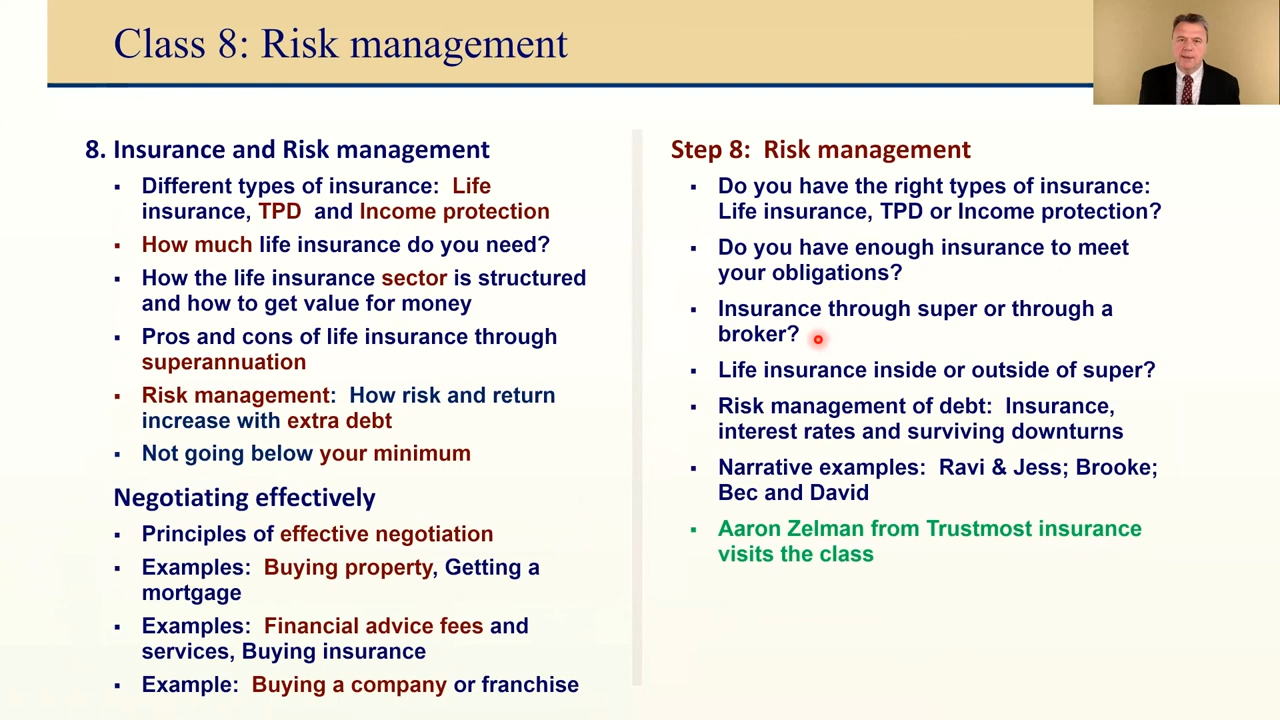 Class 8: Risk management
8. Insurance and Risk management
▪ Different types of insurance: Life
insurance, TPD and Income protection
▪ How much life insurance do you need?
▪ How the life insurance sector is structured
and how to get value for money
▪ Pros and cons of life insurance through
superannuation
▪ Risk management: How risk and return
increase with extra debt
▪ Not going below your minimum
Negotiating effectively
▪ Principles of effective negotiation
▪ Examples: Buying property, Getting a
mortgage
▪ Examples: Financial advice fees and
services, Buying insurance
▪ Example: Buying a company or franchise
Step 8: Risk management
▪ Do you have the right types of insurance:
Life insurance, TPD or Income protection?
▪ Do you have enough insurance to meet
your obligations?
▪ Insurance through super or through a
broker?
▪ Life insurance inside or outside of super?
▪ Risk management of debt: Insurance,
interest rates and surviving downturns
▪ Narrative examples: Ravi & Jess; Brooke;
Bec and David
▪ Aaron Zelman from Trustmost insurance
visits the class